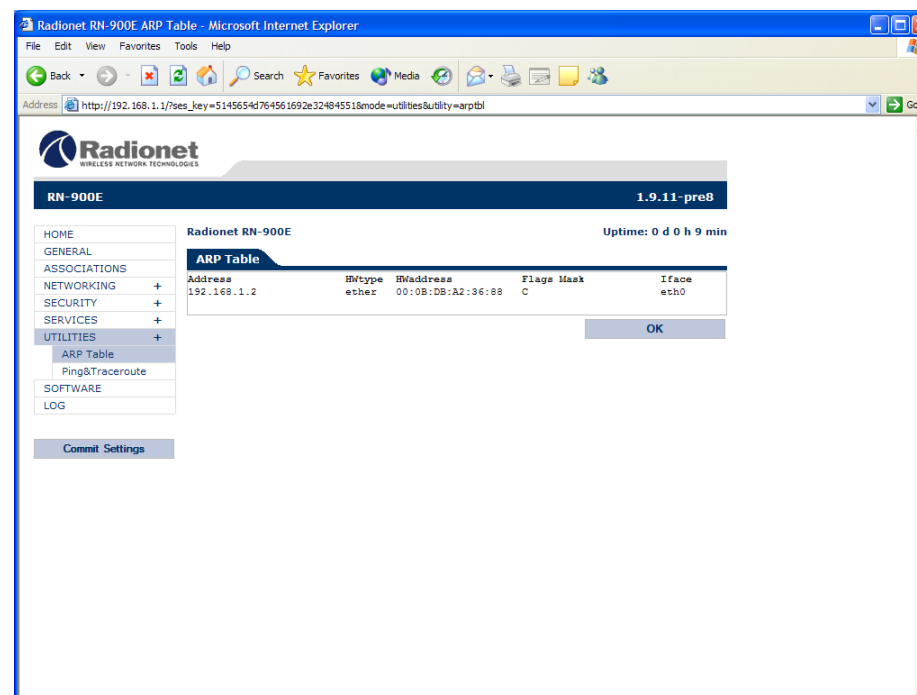 Radionet RN-900E ARP Table - Microsoft Internet Explorer
File Edit View Favorites Tools Help
Back Search Favorites Media
Address http://192.168.1.1/?ses_key=5145654d764561692e32484551&mode=utilities&utility=arptbl Go
Radionet
WIRELESS NETWORK TECHNOLOGIES
RN-900E 1.9.11-pre8
HOME
GENERAL
ASSOCIATIONS
NETWORKING +
SECURITY +
SERVICES +
UTILITIES +
ARP Table
Ping&Traceroute
SOFTWARE
LOG
Commit Settings
Radionet RN-900E Uptime: 0 d 0 h 9 min
ARP Table
Address HWtype HWaddress Flags Mask Iface
192.168.1.2 ether 00:0B:DB:A2:36:88 C eth0
OK